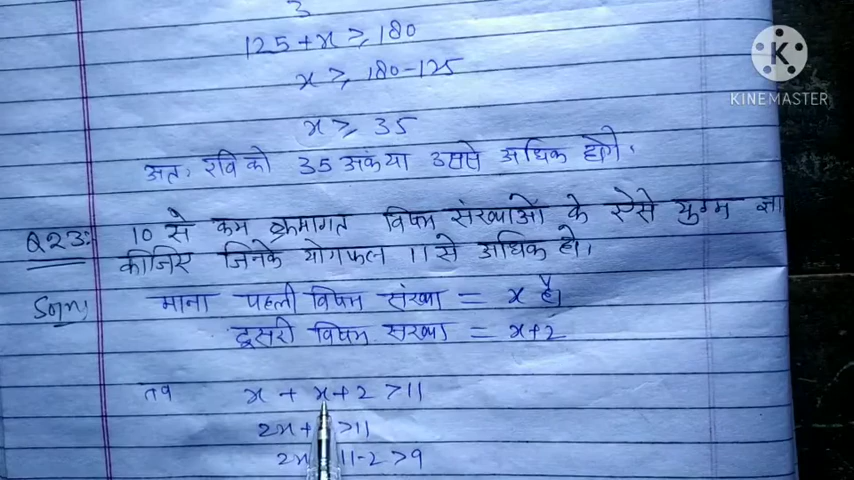 3
125+x ≥ 180
x ≥ 180-125
x ≥ 35
अतः रवि को 35 अंक या उससे अधिक होगे।
Q23: 10 से कम क्रमागत विषम संख्याओं के ऐसे युग्म ज्ञा
कीजिए जिनके योगफल 11 से अधिक हो।
Soln, माना पहली विषम संख्या = x है।
दूसरी विषम संख्या = x+2
तब x + x+2 >11
2x+ >11
2x 11-2 >9
KINEMASTER